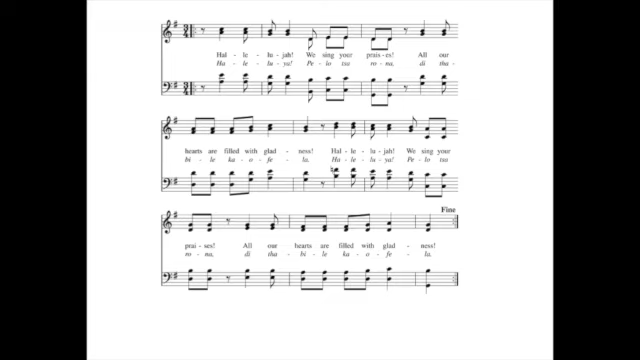 Hal - le - lu - jah! We sing your prais - es! All our
Ha - le - lu - ya! Pe - lo tsa ro - na, di tha-
hearts are filled with glad - ness! Hal - le - lu - jah! We sing your
bi - le ka - o - fe - la. Ha - le - lu - ya! Pe - lo tsa
Fine
prais - es! All our hearts are filled with glad - ness!
ro - na, di tha - bi - le ka - o - fe - la.